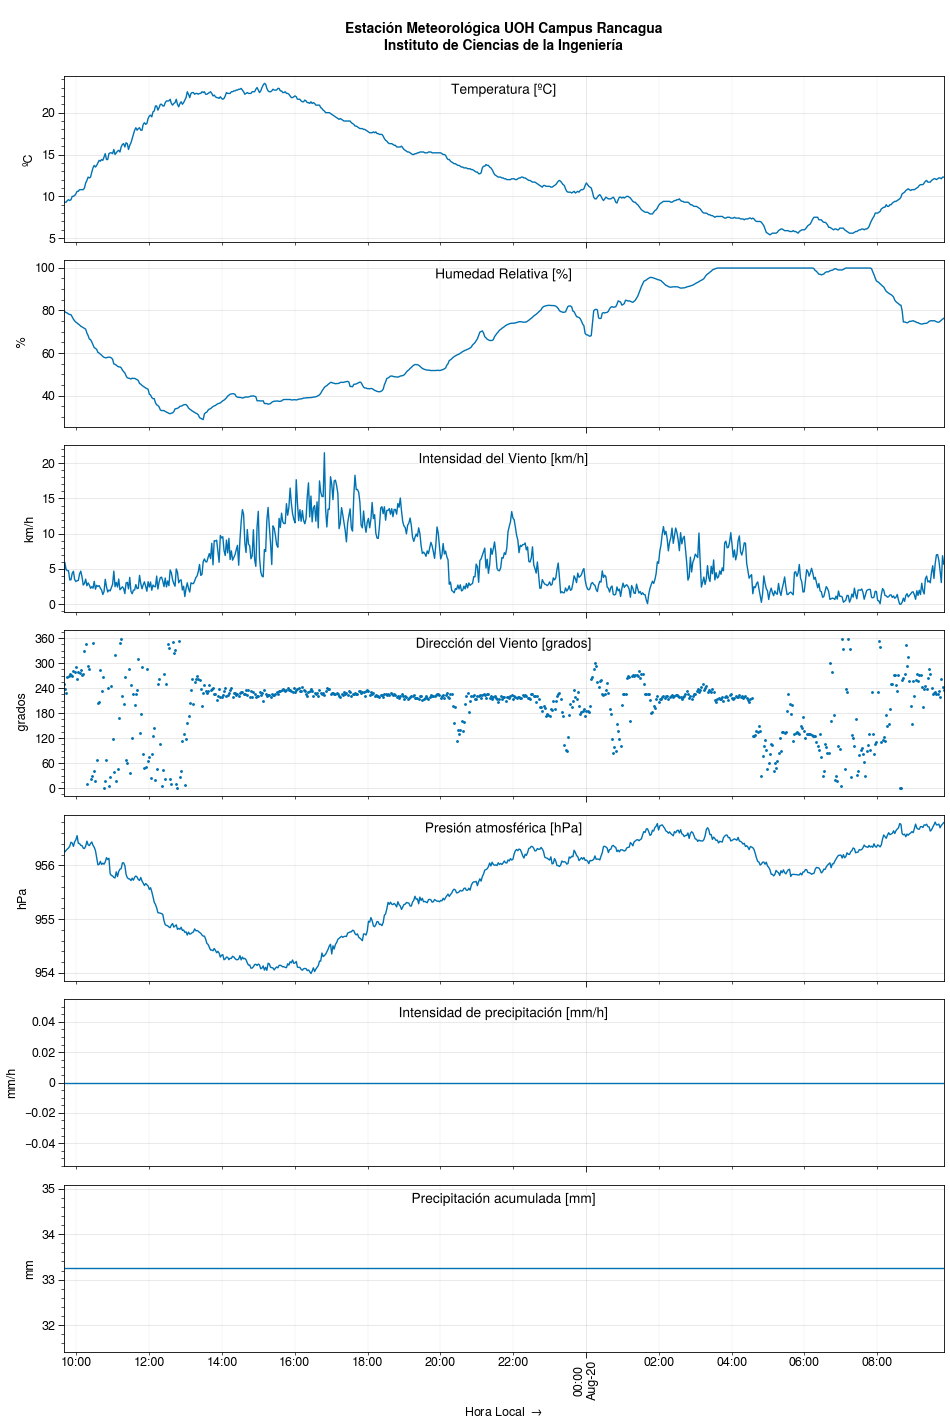 Estación Meteorológica UOH Campus Rancagua
Instituto de Ciencias de la Ingeniería
Temperatura [ºC]
ºC
20
15
10
5
Humedad Relativa [%]
%
100
80
60
40
Intensidad del Viento [km/h]
km/h
20
15
10
5
0
Dirección del Viento [grados]
grados
360
300
240
180
120
60
0
Presión atmosférica [hPa]
hPa
956
955
954
Intensidad de precipitación [mm/h]
mm/h
0.04
0.02
0
−0.02
−0.04
Precipitación acumulada [mm]
mm
35
34
33
32
10:00 12:00 14:00 16:00 18:00 20:00 22:00 00:00 02:00 04:00 06:00 08:00
Aug-20
Hora Local →